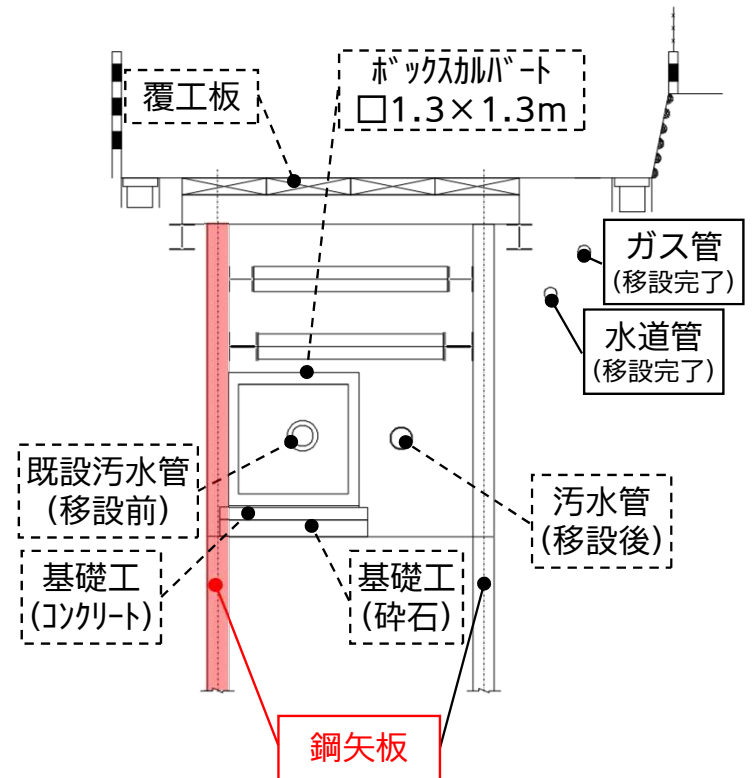 覆工板
ﾎﾞｯｸｽｶﾙﾊﾞｰﾄ
□1.3×1.3m
ガス管
(移設完了)
水道管
(移設完了)
既設汚水管
(移設前)
汚水管
(移設後)
基礎工
(ｺﾝｸﾘｰﾄ)
基礎工
(砕石)
鋼矢板